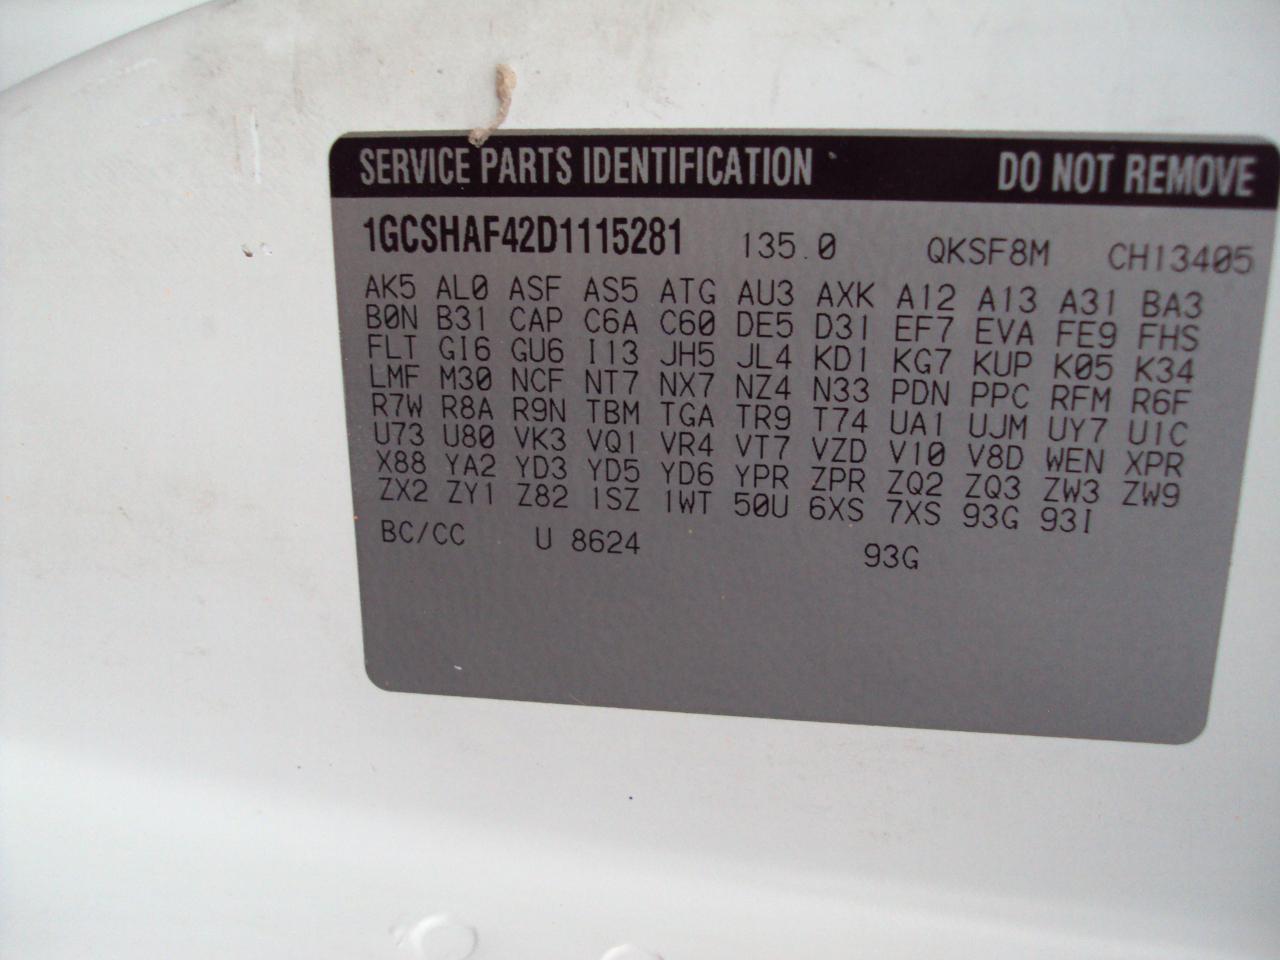 SERVICE PARTS IDENTIFICATION DO NOT REMOVE
1GCSHAF42D1115281 135.0 QKSF8M CH13405
AK5 AL0 ASF AS5 ATG AU3 AXK A12 A13 A31 BA3
B0N B31 CAP C6A C60 DE5 D31 EF7 EVA FE9 FHS
FLT GI6 GU6 I13 JH5 JL4 KD1 KG7 KUP K05 K34
LMF M30 NCF NT7 NX7 NZ4 N33 PDN PPC RFM R6F
R7W R8A R9N TBM TGA TR9 T74 UA1 UJM UY7 U1C
U73 U80 VK3 VQ1 VR4 VT7 VZD V10 V8D WEN XPR
X88 YA2 YD3 YD5 YD6 YPR ZPR ZQ2 ZQ3 ZW3 ZW9
ZX2 ZY1 Z82 1SZ 1WT 50U 6XS 7XS 93G 93I
BC/CC U 8624 93G